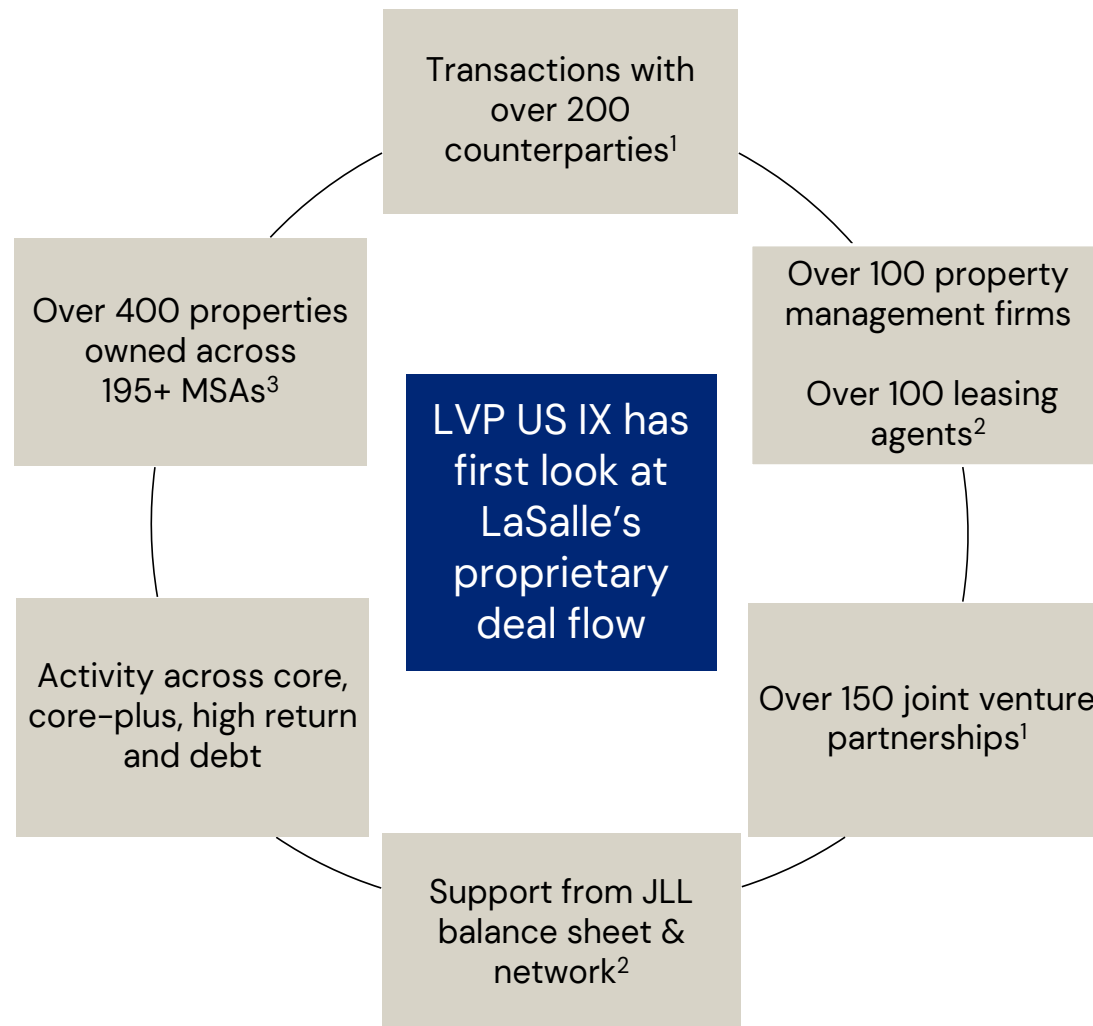 Transactions with
over 200
counterparties¹
Over 100 property
management firms
Over 100 leasing
agents²
Over 400 properties
owned across
195+ MSAs³
LVP US IX has
first look at
LaSalle’s
proprietary
deal flow
Over 150 joint venture
partnerships¹
Activity across core,
core-plus, high return
and debt
Support from JLL
balance sheet &
network²